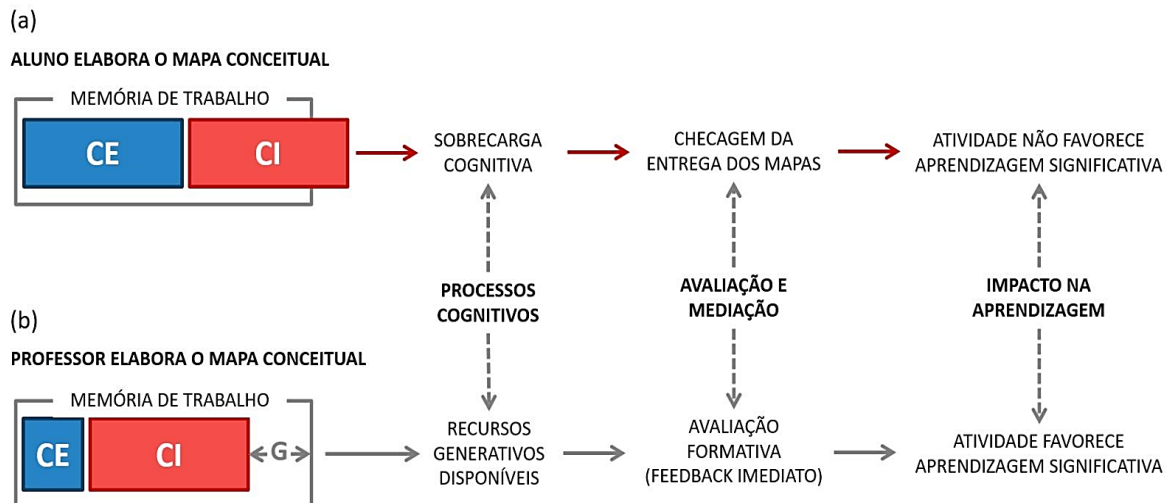 (a)
ALUNO ELABORA O MAPA CONCEITUAL
MEMÓRIA DE TRABALHO
CE
CI
SOBRECARGA
COGNITIVA
CHECAGEM DA
ENTREGA DOS MAPAS
ATIVIDADE NÃO FAVORECE
APRENDIZAGEM SIGNIFICATIVA
PROCESSOS
COGNITIVOS
AVALIAÇÃO E
MEDIAÇÃO
IMPACTO NA
APRENDIZAGEM
(b)
PROFESSOR ELABORA O MAPA CONCEITUAL
MEMÓRIA DE TRABALHO
CE
CI
G
RECURSOS
GENERATIVOS
DISPONÍVEIS
AVALIAÇÃO
FORMATIVA
(FEEDBACK IMEDIATO)
ATIVIDADE FAVORECE
APRENDIZAGEM SIGNIFICATIVA